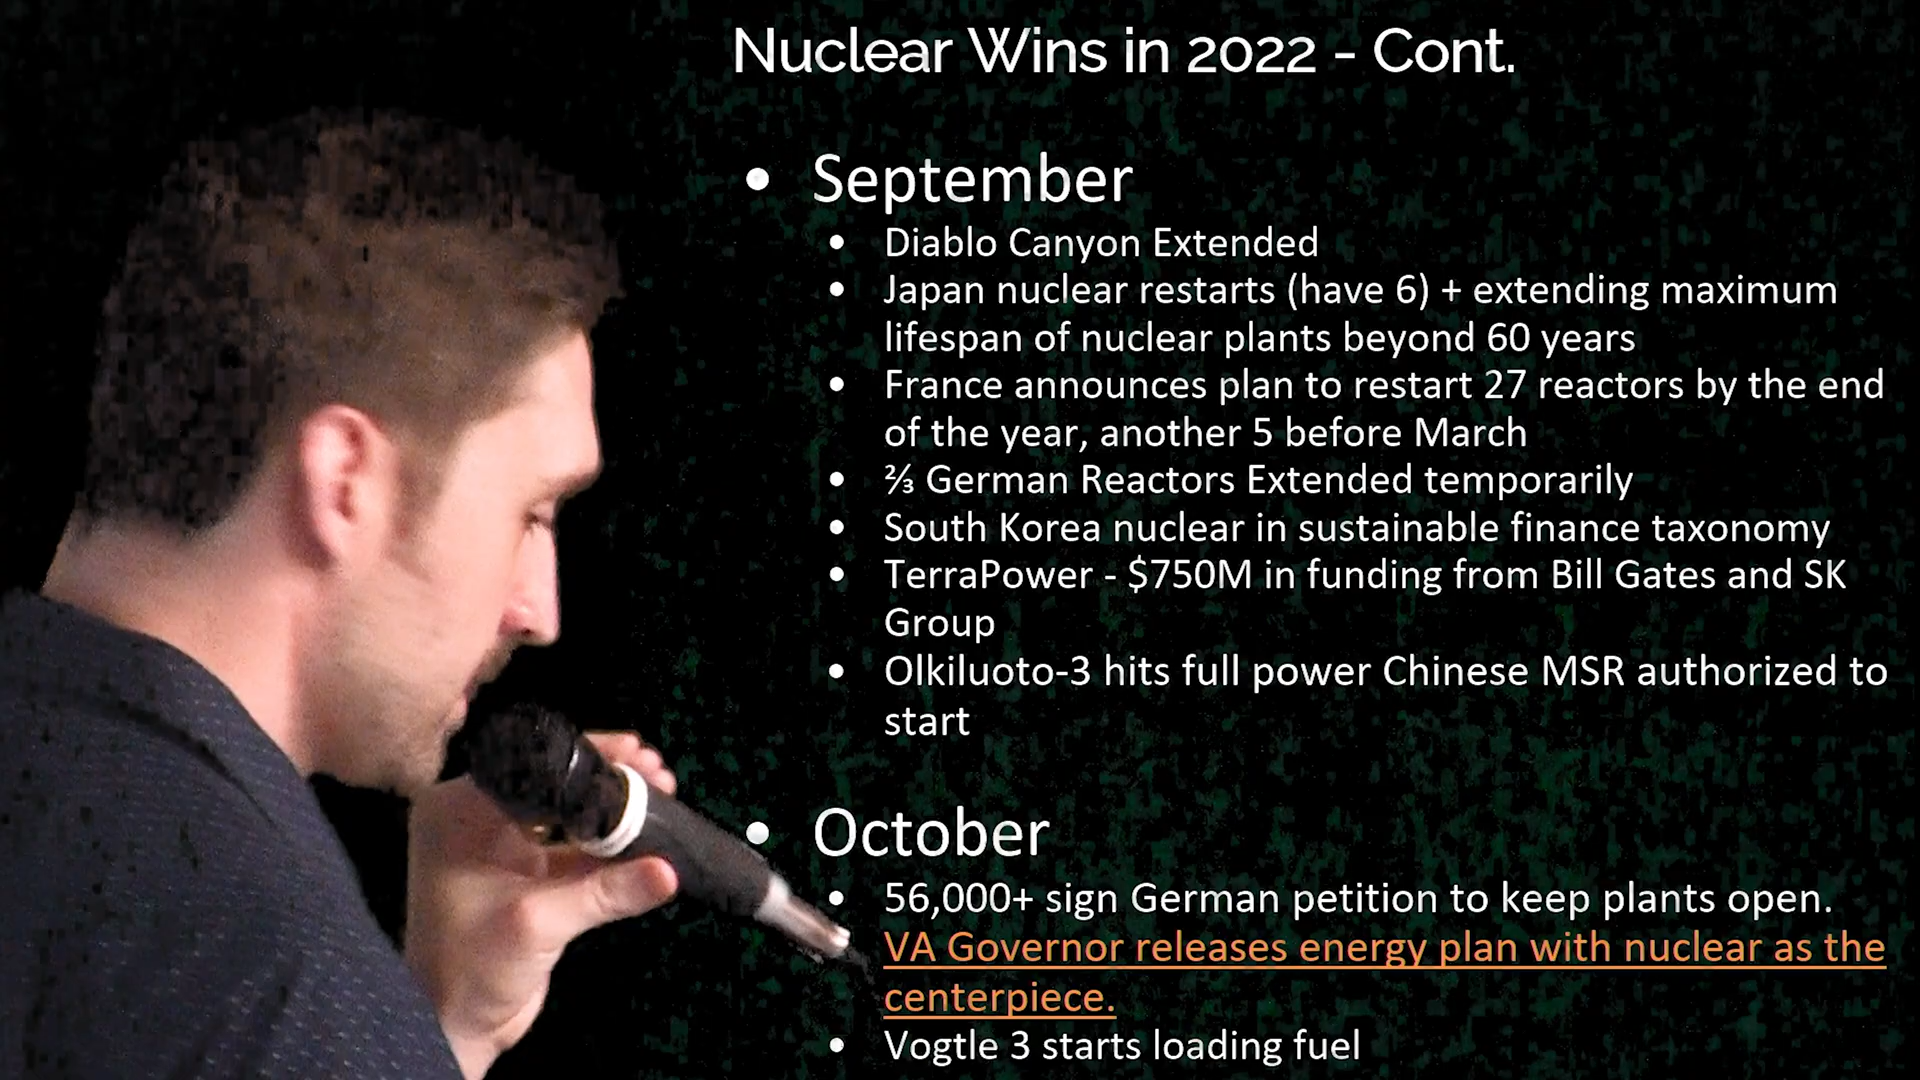 Nuclear Wins in 2022 - Cont.
• September
• Diablo Canyon Extended
• Japan nuclear restarts (have 6) + extending maximum
lifespan of nuclear plants beyond 60 years
• France announces plan to restart 27 reactors by the end
of the year, another 5 before March
• ⅔ German Reactors Extended temporarily
• South Korea nuclear in sustainable finance taxonomy
• TerraPower - $750M in funding from Bill Gates and SK
Group
• Olkiluoto-3 hits full power Chinese MSR authorized to
start
• October
• 56,000+ sign German petition to keep plants open.
VA Governor releases energy plan with nuclear as the
centerpiece.
• Vogtle 3 starts loading fuel